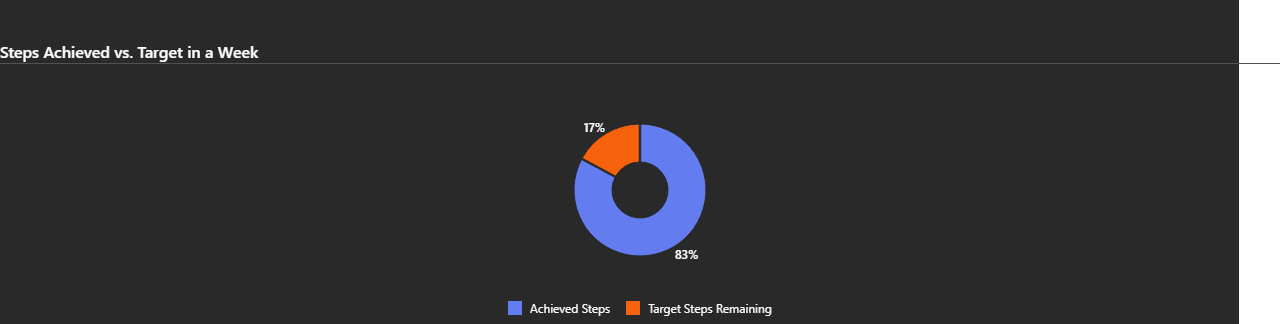 Steps Achieved vs. Target in a Week
17%
83%
Achieved Steps
Target Steps Remaining